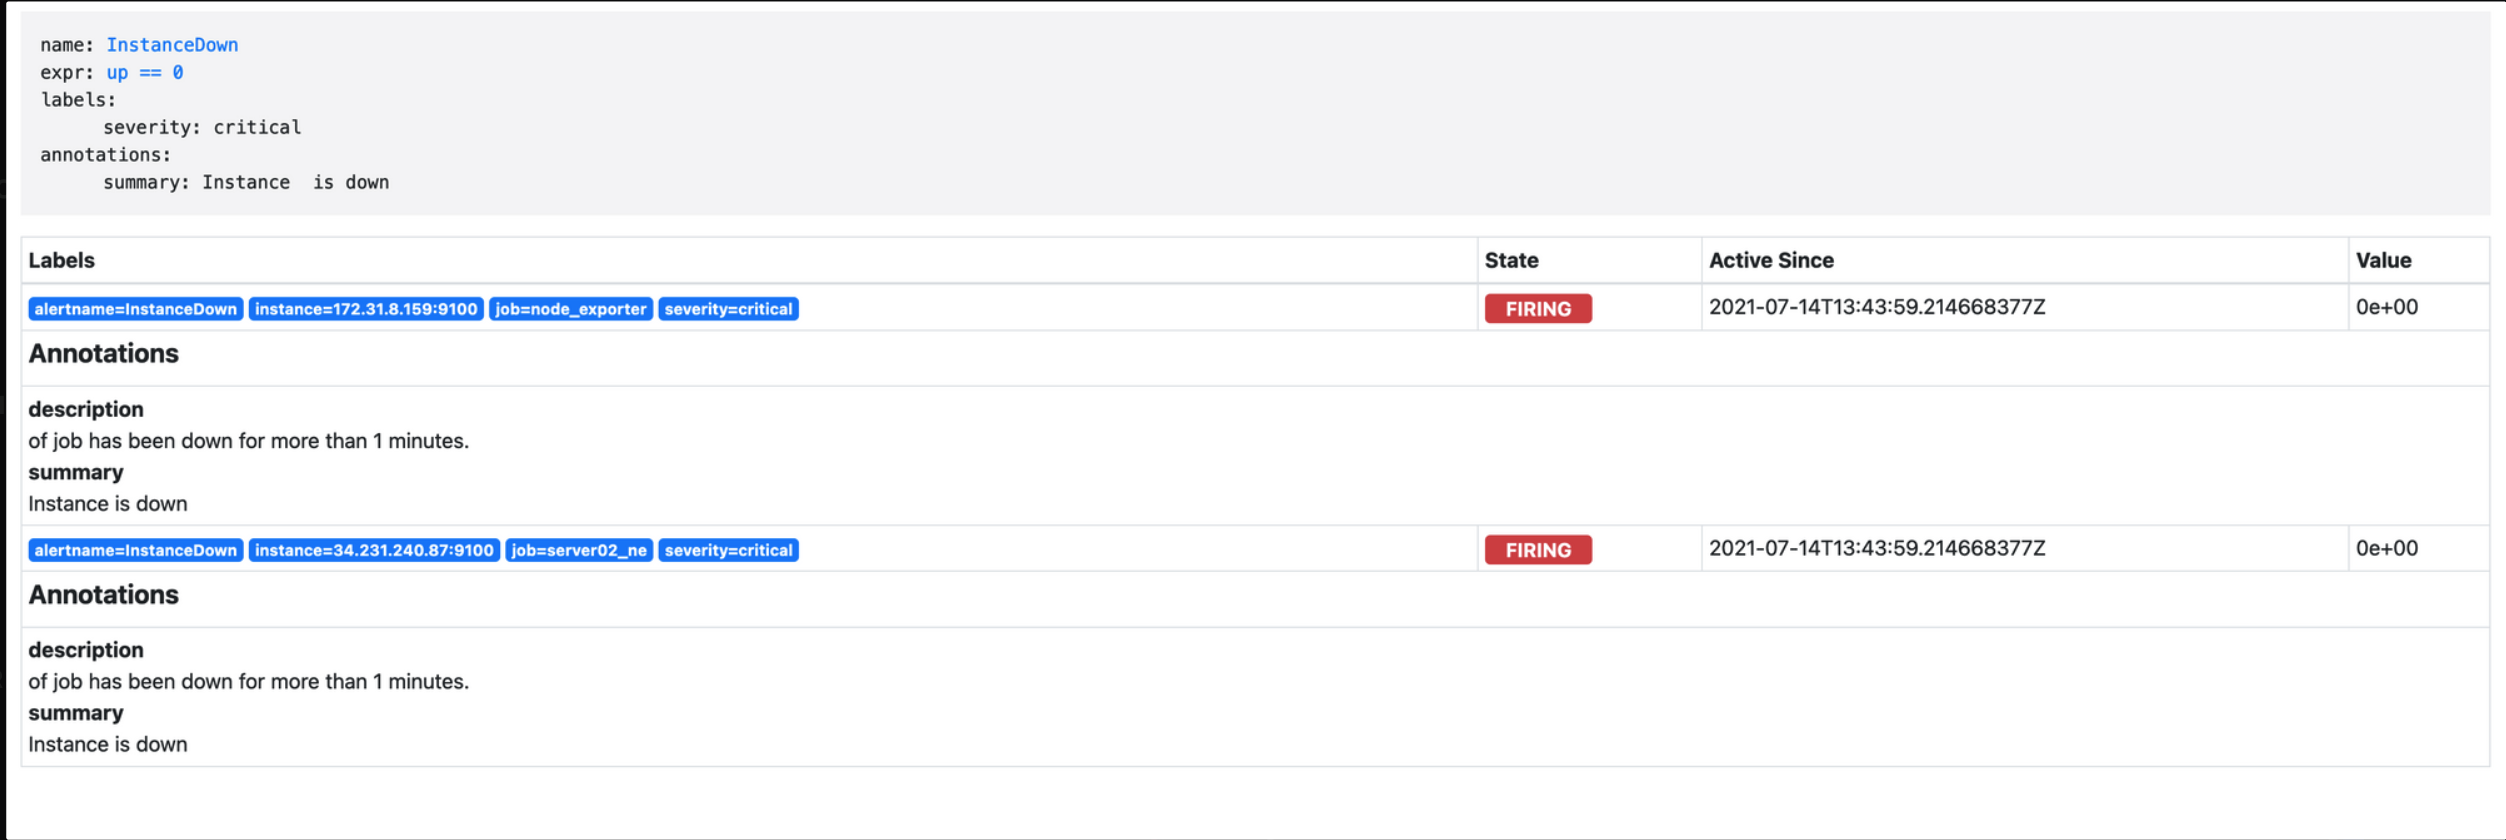 name: InstanceDown
expr: up == 0
labels:
severity: critical
annotations:
summary: Instance  is down
Labels State Active Since Value
alertname=InstanceDown instance=172.31.8.159:9100 job=node_exporter severity=critical FIRING 2021-07-14T13:43:59.214668377Z 0e+00
Annotations
description
of job has been down for more than 1 minutes.
summary
Instance is down
alertname=InstanceDown instance=34.231.240.87:9100 job=server02_ne severity=critical FIRING 2021-07-14T13:43:59.214668377Z 0e+00
Annotations
description
of job has been down for more than 1 minutes.
summary
Instance is down